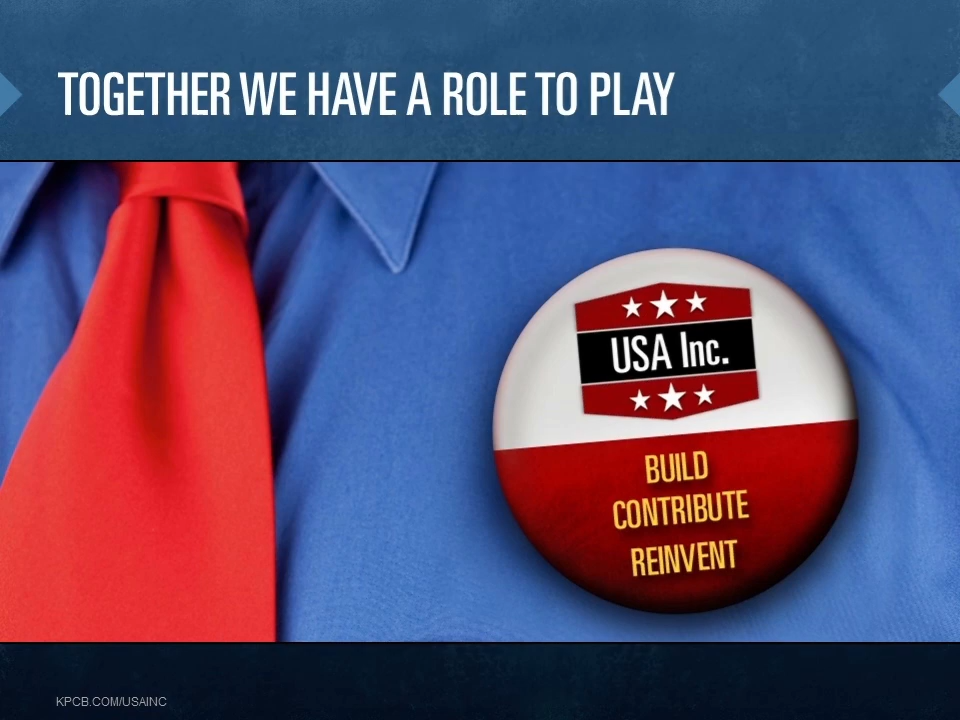 TOGETHER WE HAVE A ROLE TO PLAY
USA Inc.
BUILD
CONTRIBUTE
REINVENT
KPCB.COM/USAINC